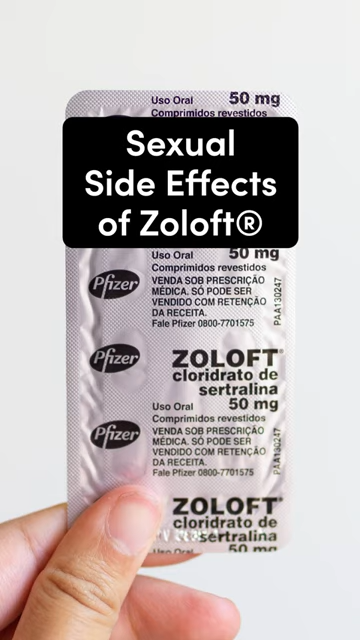 Uso Oral 50 mg
Comprimidos revestidos
Sexual
Side Effects
of Zoloft®
Uso Oral 50 mg
Comprimidos revestidos
Pfizer
VENDA SOB PRESCRIÇÃO
MÉDICA. SÓ PODE SER
VENDIDO COM RETENÇÃO
DA RECEITA.
Fale Pfizer 0800-7701575
PAA130247
Pfizer
ZOLOFT®
cloridrato de
sertralina
Uso Oral 50 mg
Comprimidos revestidos
Pfizer
VENDA SOB PRESCRIÇÃO
MÉDICA. SÓ PODE SER
VENDIDO COM RETENÇÃO
DA RECEITA.
Fale Pfizer 0800-7701575
PAA130247
ZOLOFT®
cloridrato de
sertralina
Uso Oral 50 mg